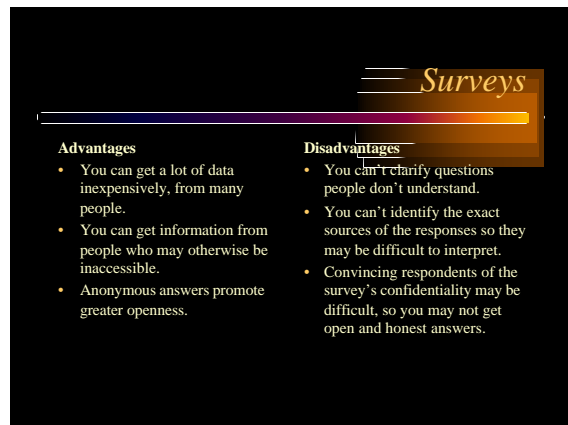 Surveys
Advantages
• You can get a lot of data
inexpensively, from many
people.
• You can get information from
people who may otherwise be
inaccessible.
• Anonymous answers promote
greater openness.
Disadvantages
• You can't clarify questions
people don't understand.
• You can't identify the exact
sources of the responses so they
may be difficult to interpret.
• Convincing respondents of the
survey's confidentiality may be
difficult, so you may not get
open and honest answers.